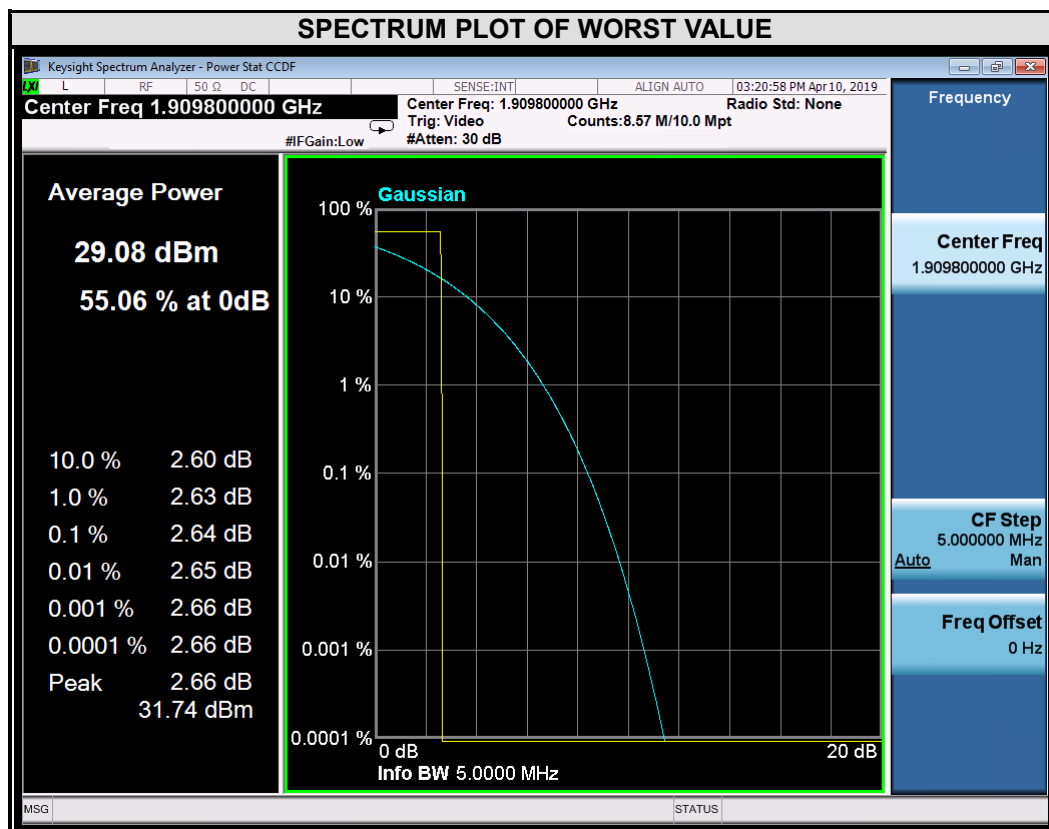 SPECTRUM PLOT OF WORST VALUE
Keysight Spectrum Analyzer - Power Stat CCDF
LXI L RF 50 Ω DC SENSE:INT ALIGN AUTO 03:20:58 PM Apr 10, 2019
Center Freq 1.909800000 GHz
Center Freq: 1.909800000 GHz Radio Std: None
Trig: Video Counts:8.57 M/10.0 Mpt
#IFGain:Low #Atten: 30 dB
Frequency
Average Power
29.08 dBm
55.06 % at 0dB
10.0 % 2.60 dB
1.0 % 2.63 dB
0.1 % 2.64 dB
0.01 % 2.65 dB
0.001 % 2.66 dB
0.0001 % 2.66 dB
Peak 2.66 dB
31.74 dBm
Gaussian
100 %
10 %
1 %
0.1 %
0.01 %
0.001 %
0.0001 %
0 dB 20 dB
Info BW 5.0000 MHz
Center Freq
1.909800000 GHz
CF Step
5.000000 MHz
Auto Man
Freq Offset
0 Hz
MSG STATUS